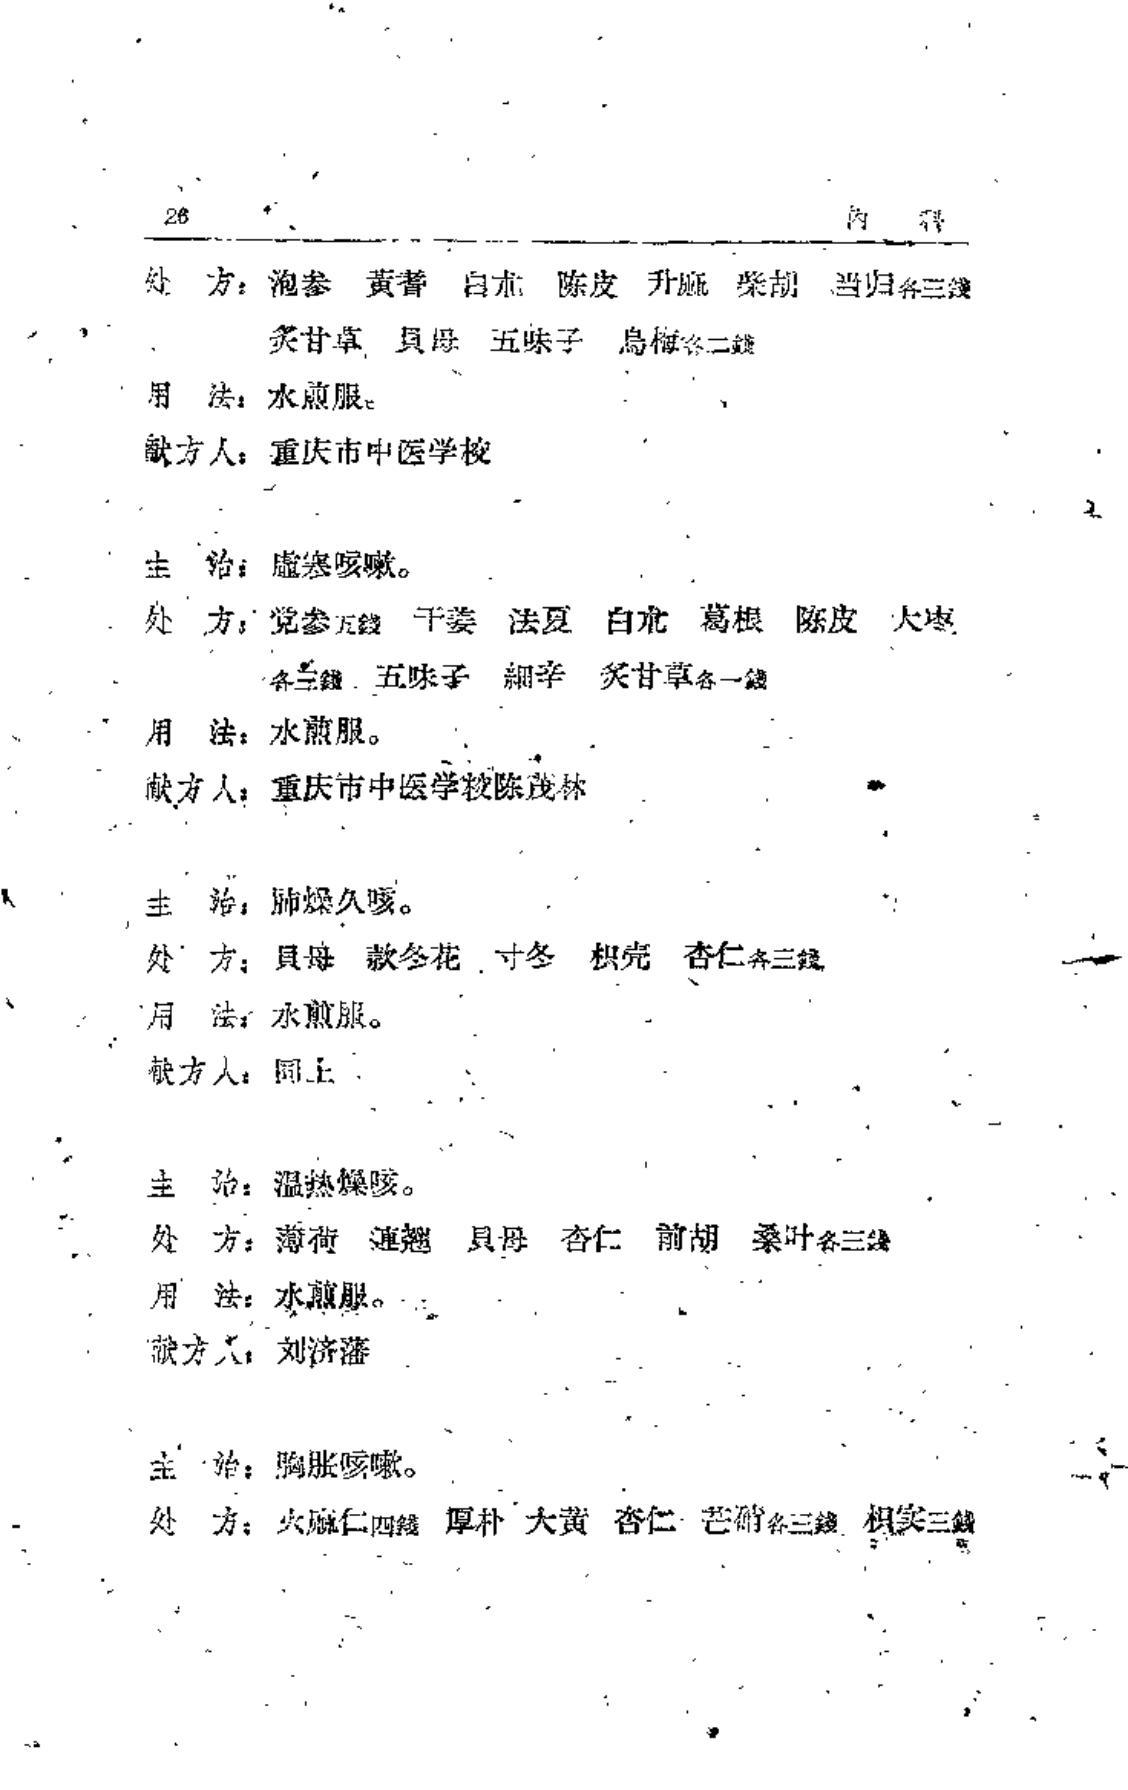 26 內科
处方：泡参 黃耆 白朮 陈皮 升麻 柴胡 当归各三錢
炙甘草 貝母 五味子 烏梅各二錢
用法：水煎服。
献方人：重庆市中医学校
主治：虛寒咳嗽。
处方：党参五錢 干姜 法夏 白朮 葛根 陈皮 大枣
各三錢 五味子 細辛 炙甘草各一錢
用法：水煎服。
献方人：重庆市中医学校陈茂林
主治：肺燥久咳。
处方：貝母 款冬花 寸冬 枳壳 杏仁各三錢
用法：水煎服。
献方人：同上
主治：溫热燥咳。
处方：薄荷 連翘 貝母 杏仁 前胡 桑叶各三錢
用法：水煎服。
献方人：刘济藩
主治：胸胀咳嗽。
处方：火麻仁四錢 厚朴 大黃 杏仁 芒硝各三錢 枳实三錢